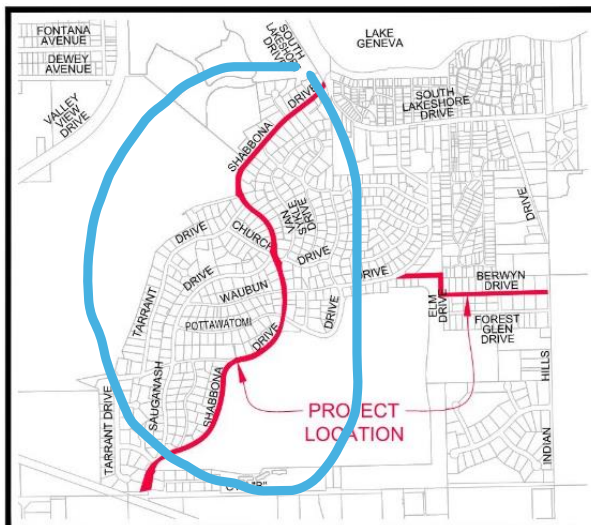 FONTANA
AVENUE
DEWEY
AVENUE
VALLEY
VIEW
DRIVE
SOUTH
LAKESHORE
DRIVE
LAKE
GENEVA
SOUTH
LAKESHORE
DRIVE
SHABBONA
DRIVE
VAN
SYKLE
DRIVE
CHURCH
DRIVE
DRIVE
DRIVE
TARRANT
DRIVE
WAUBUN
DRIVE
DRIVE
POTTAWATOMI
DRIVE
SHABBONA
SAUGANASH
TARRANT DRIVE
ELM
DRIVE
BERWYN
DRIVE
FOREST
GLEN
DRIVE
INDIAN
HILLS
PROJECT
LOCATION